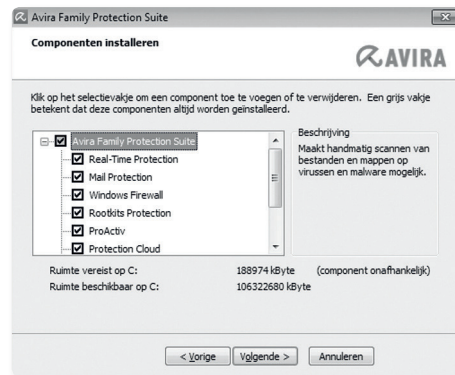 Avira Family Protection Suite
Componenten installeren
AVIRA
Klik op het selectievakje om een component toe te voegen of te verwijderen. Een grijs vakje
betekent dat deze componenten altijd worden geïnstalleerd.
Avira Family Protection Suite
Real-Time Protection
Mail Protection
Windows Firewall
Rootkits Protection
ProActiv
Protection Cloud
Beschrijving
Maakt handmatig scannen van
bestanden en mappen op
virussen en malware mogelijk.
Ruimte vereist op C: 188974 kByte (component onafhankelijk)
Ruimte beschikbaar op C: 106322680 kByte
< Vorige Volgende > Annuleren